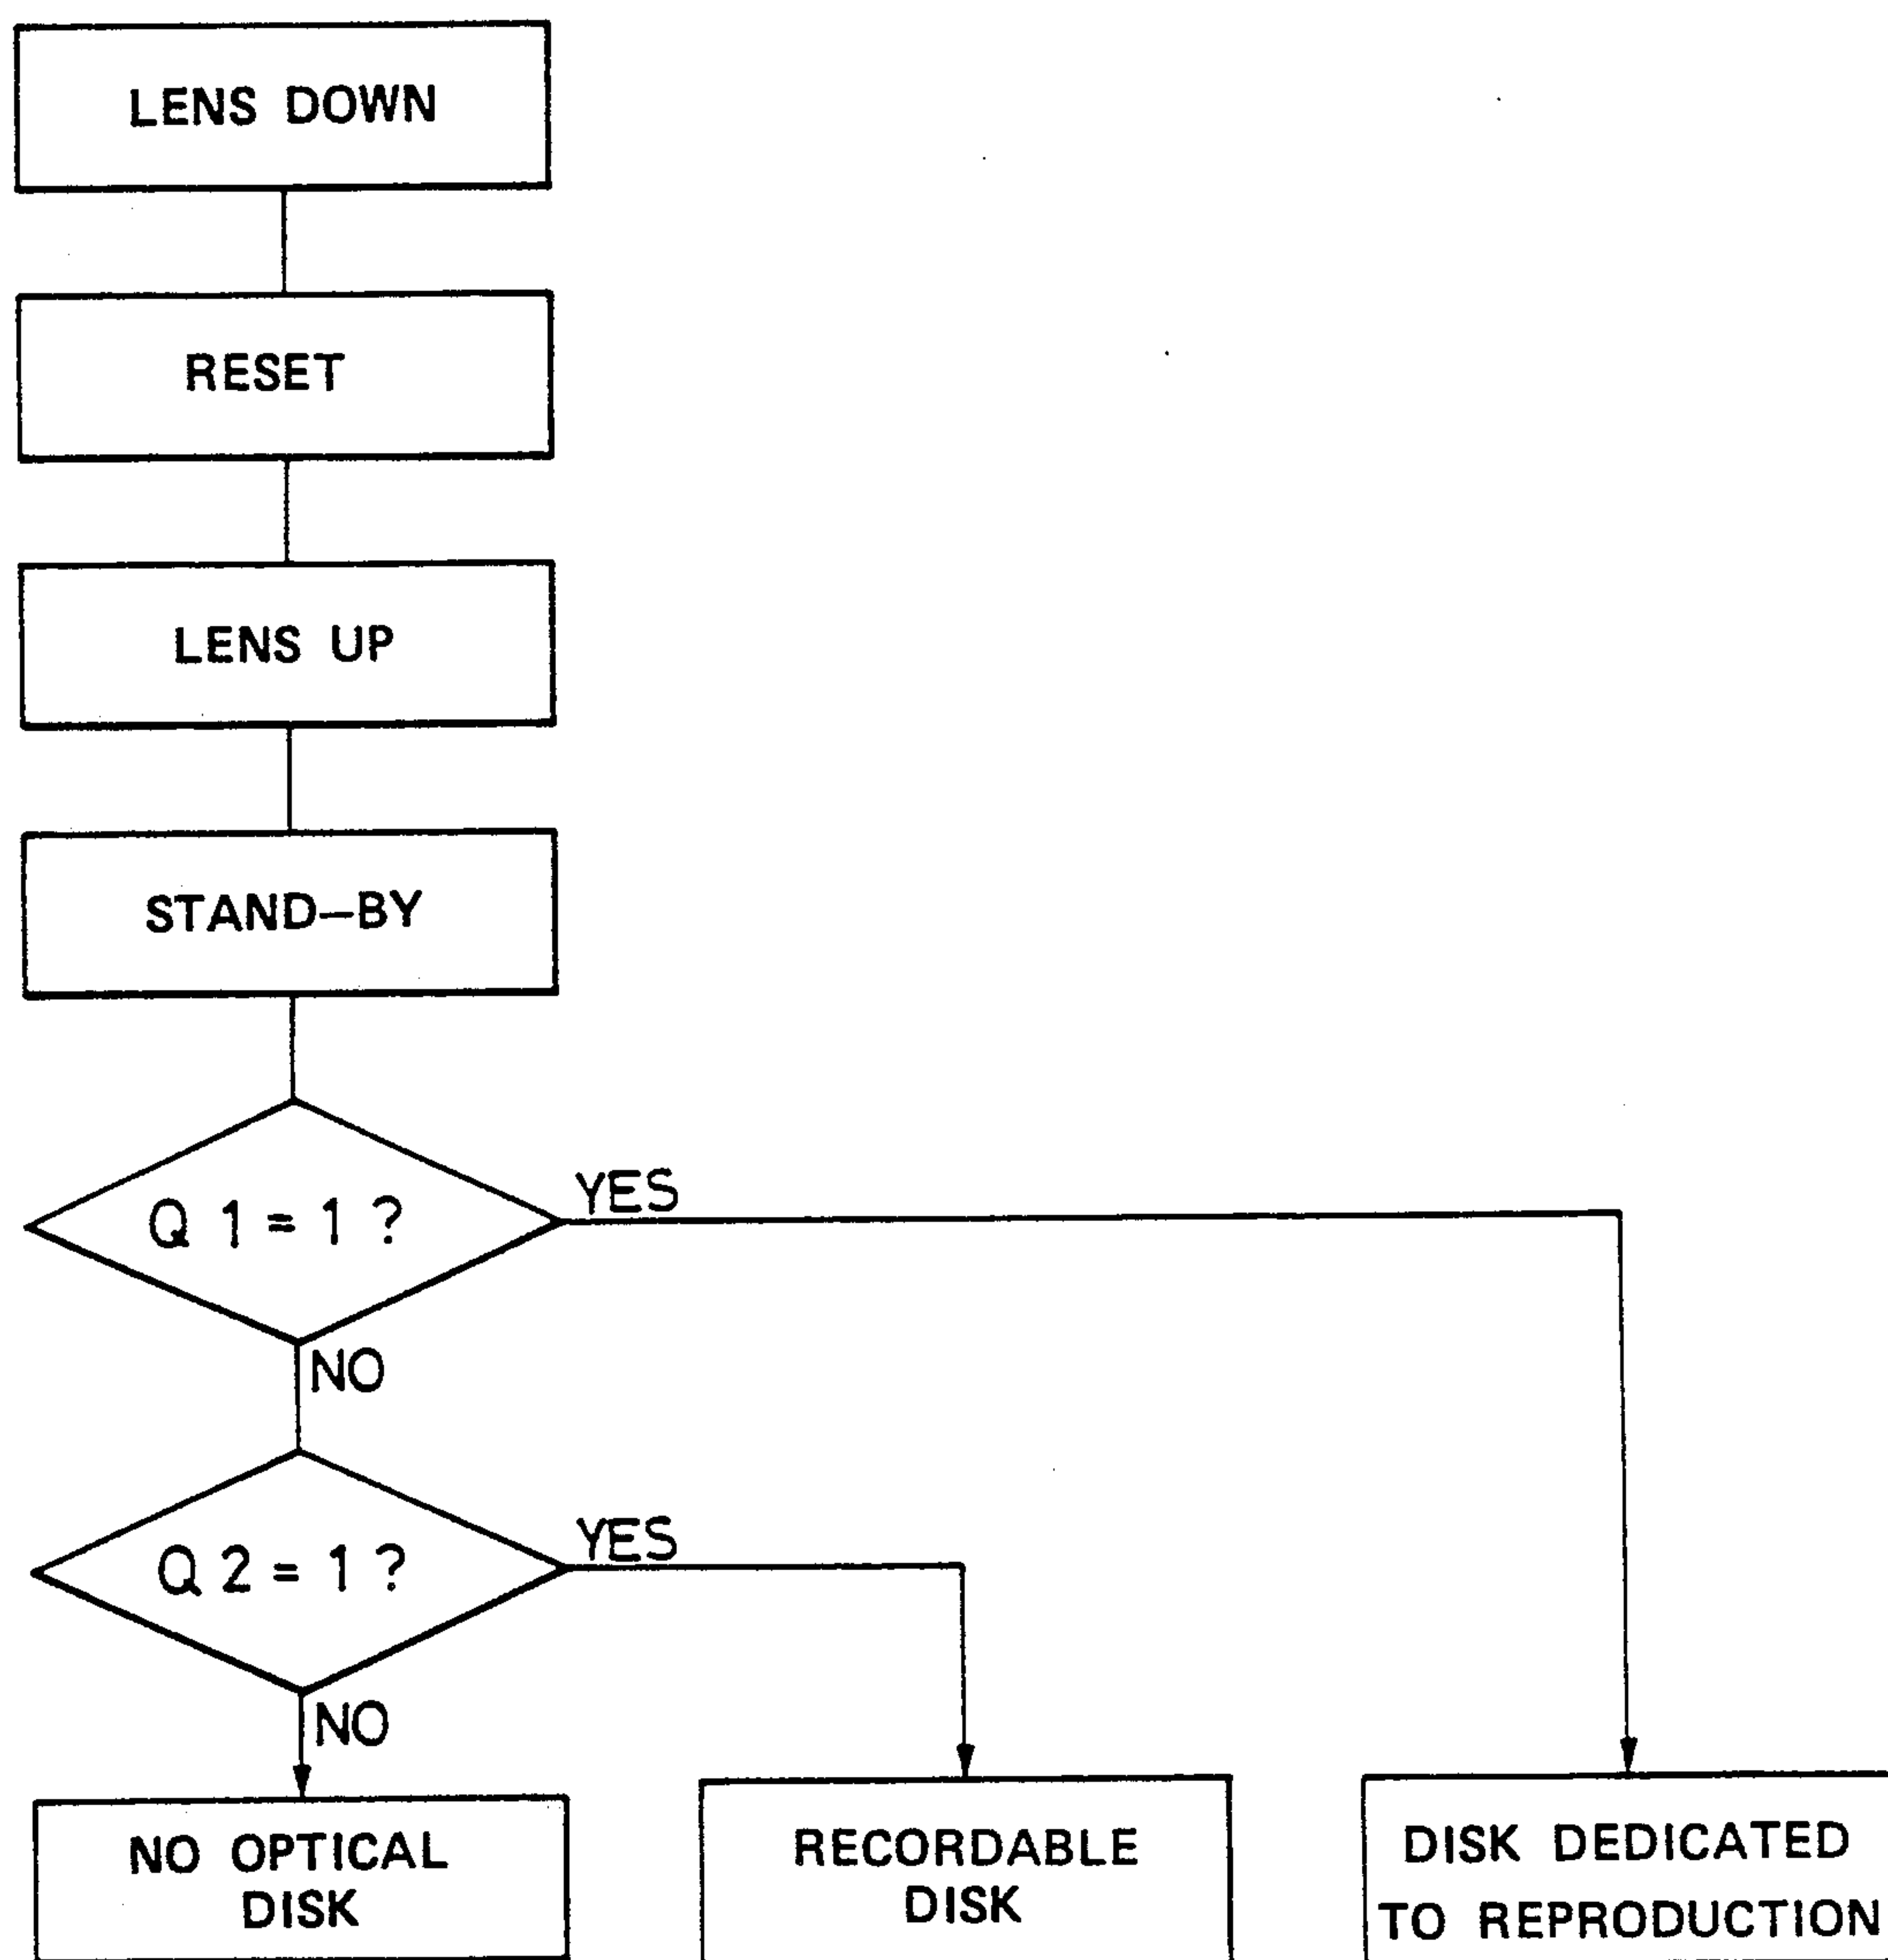 LENS DOWN
RESET
LENS UP
STAND-BY
Q 1 = 1 ?
YES
NO
Q 2 = 1 ?
YES
NO
NO OPTICAL
DISK
RECORDABLE
DISK
DISK DEDICATED
TO REPRODUCTION